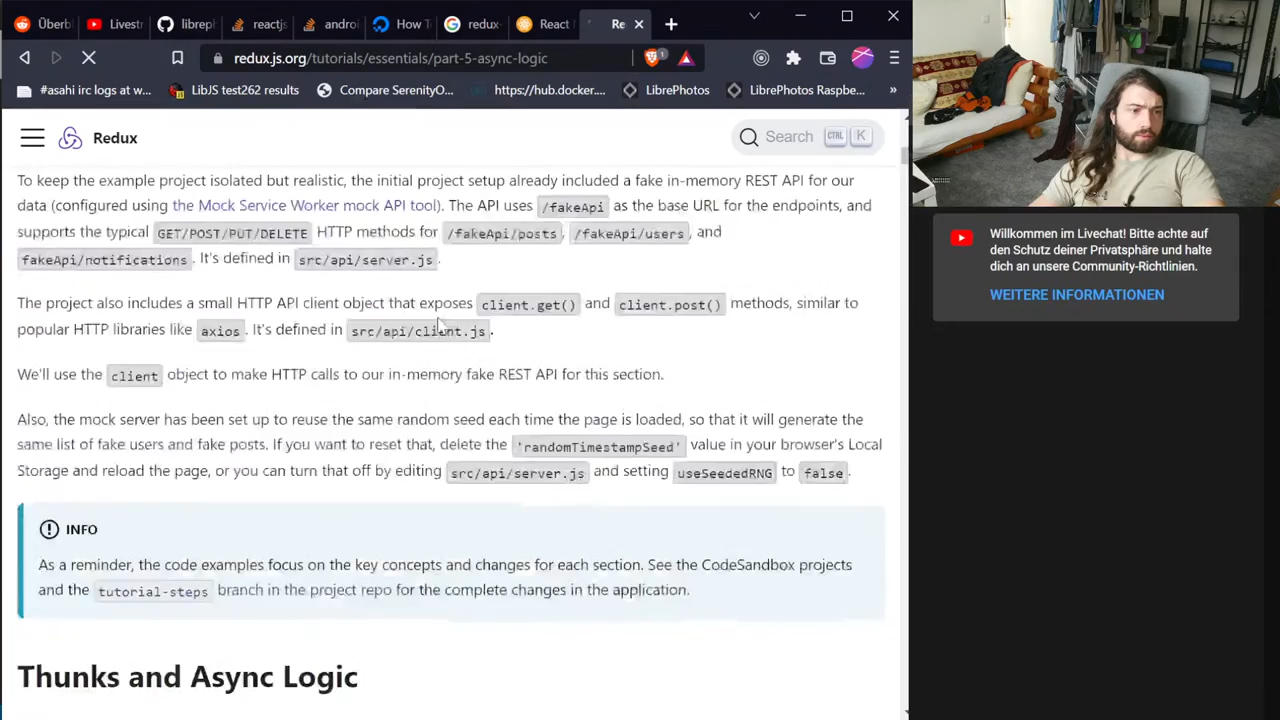 Überb
Livestr
libreph
reactjs
androi
How T
redux-
React I
Re
redux.js.org/tutorials/essentials/part-5-async-logic
1
#asahi irc logs at w...
LibJS test262 results
Compare SerenityO...
https://hub.docker....
LibrePhotos
LibrePhotos Raspbe...
»
Redux
Search CTRL K
To keep the example project isolated but realistic, the initial project setup already included a fake in-memory REST API for our
data (configured using the Mock Service Worker mock API tool). The API uses /fakeApi as the base URL for the endpoints, and
supports the typical GET/POST/PUT/DELETE HTTP methods for /fakeApi/posts, /fakeApi/users, and
fakeApi/notifications. It's defined in src/api/server.js.
The project also includes a small HTTP API client object that exposes client.get() and client.post() methods, similar to
popular HTTP libraries like axios. It's defined in src/api/client.js.
We'll use the client object to make HTTP calls to our in-memory fake REST API for this section.
Also, the mock server has been set up to reuse the same random seed each time the page is loaded, so that it will generate the
same list of fake users and fake posts. If you want to reset that, delete the 'randomTimestampSeed' value in your browser's Local
Storage and reload the page, or you can turn that off by editing src/api/server.js and setting useSeededRNG to false.
INFO
As a reminder, the code examples focus on the key concepts and changes for each section. See the CodeSandbox projects
and the tutorial-steps branch in the project repo for the complete changes in the application.
Thunks and Async Logic
Willkommen im Livechat! Bitte achte auf
den Schutz deiner Privatsphäre und halte
dich an unsere Community-Richtlinien.
WEITERE INFORMATIONEN